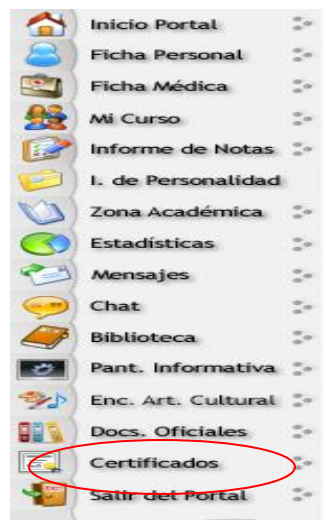 Inicio Portal
Ficha Personal
Ficha Médica
Mi Curso
Informe de Notas
I. de Personalidad
Zona Académica
Estadísticas
Mensajes
Chat
Biblioteca
Pant. Informativa
Enc. Art. Cultural
Docs. Oficiales
Certificados
Salir del Portal